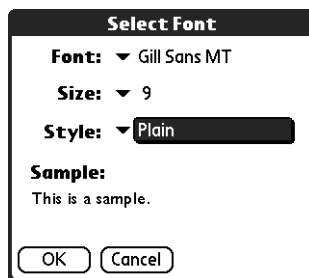 Select Font
Font: Gill Sans MT
Size: 9
Style: Plain
Sample:
This is a sample.
OK Cancel